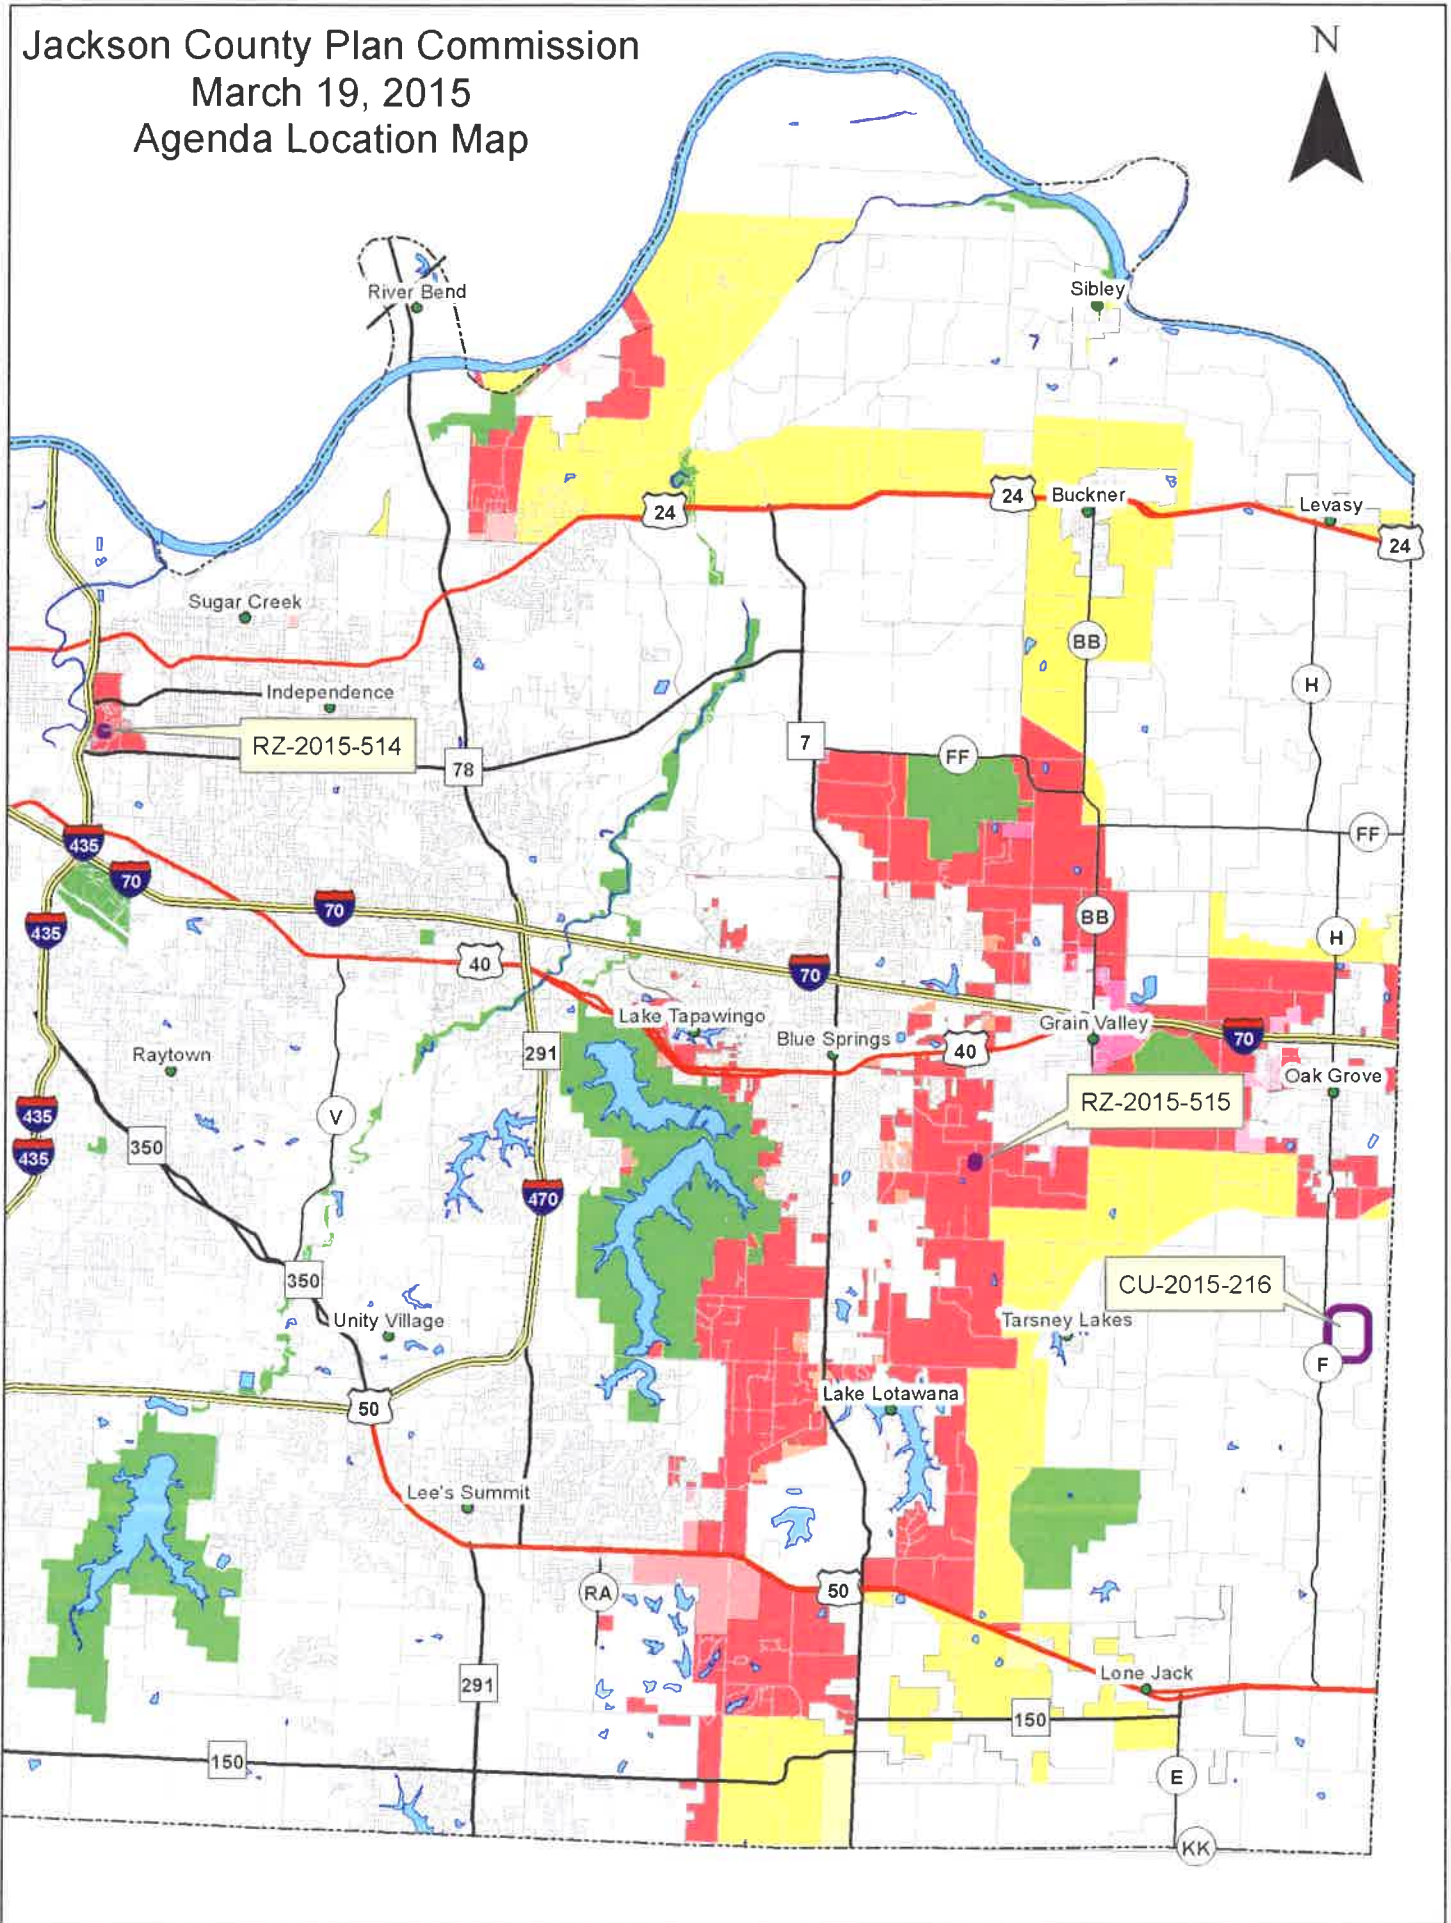 Jackson County Plan Commission
March 19, 2015
Agenda Location Map
N
River Bend
Sibley
24
24
Buckner
Levasy
24
Sugar Creek
BB
H
Independence
RZ-2015-514
78
7
FF
FF
435
70
70
435
BB
H
40
70
Lake Tapawingo
Blue Springs
Grain Valley
70
291
40
Raytown
Oak Grove
RZ-2015-515
435
V
350
435
470
350
CU-2015-216
Unity Village
Tarsney Lakes
F
50
Lake Lotawana
Lee's Summit
RA
50
Lone Jack
291
150
150
E
KK